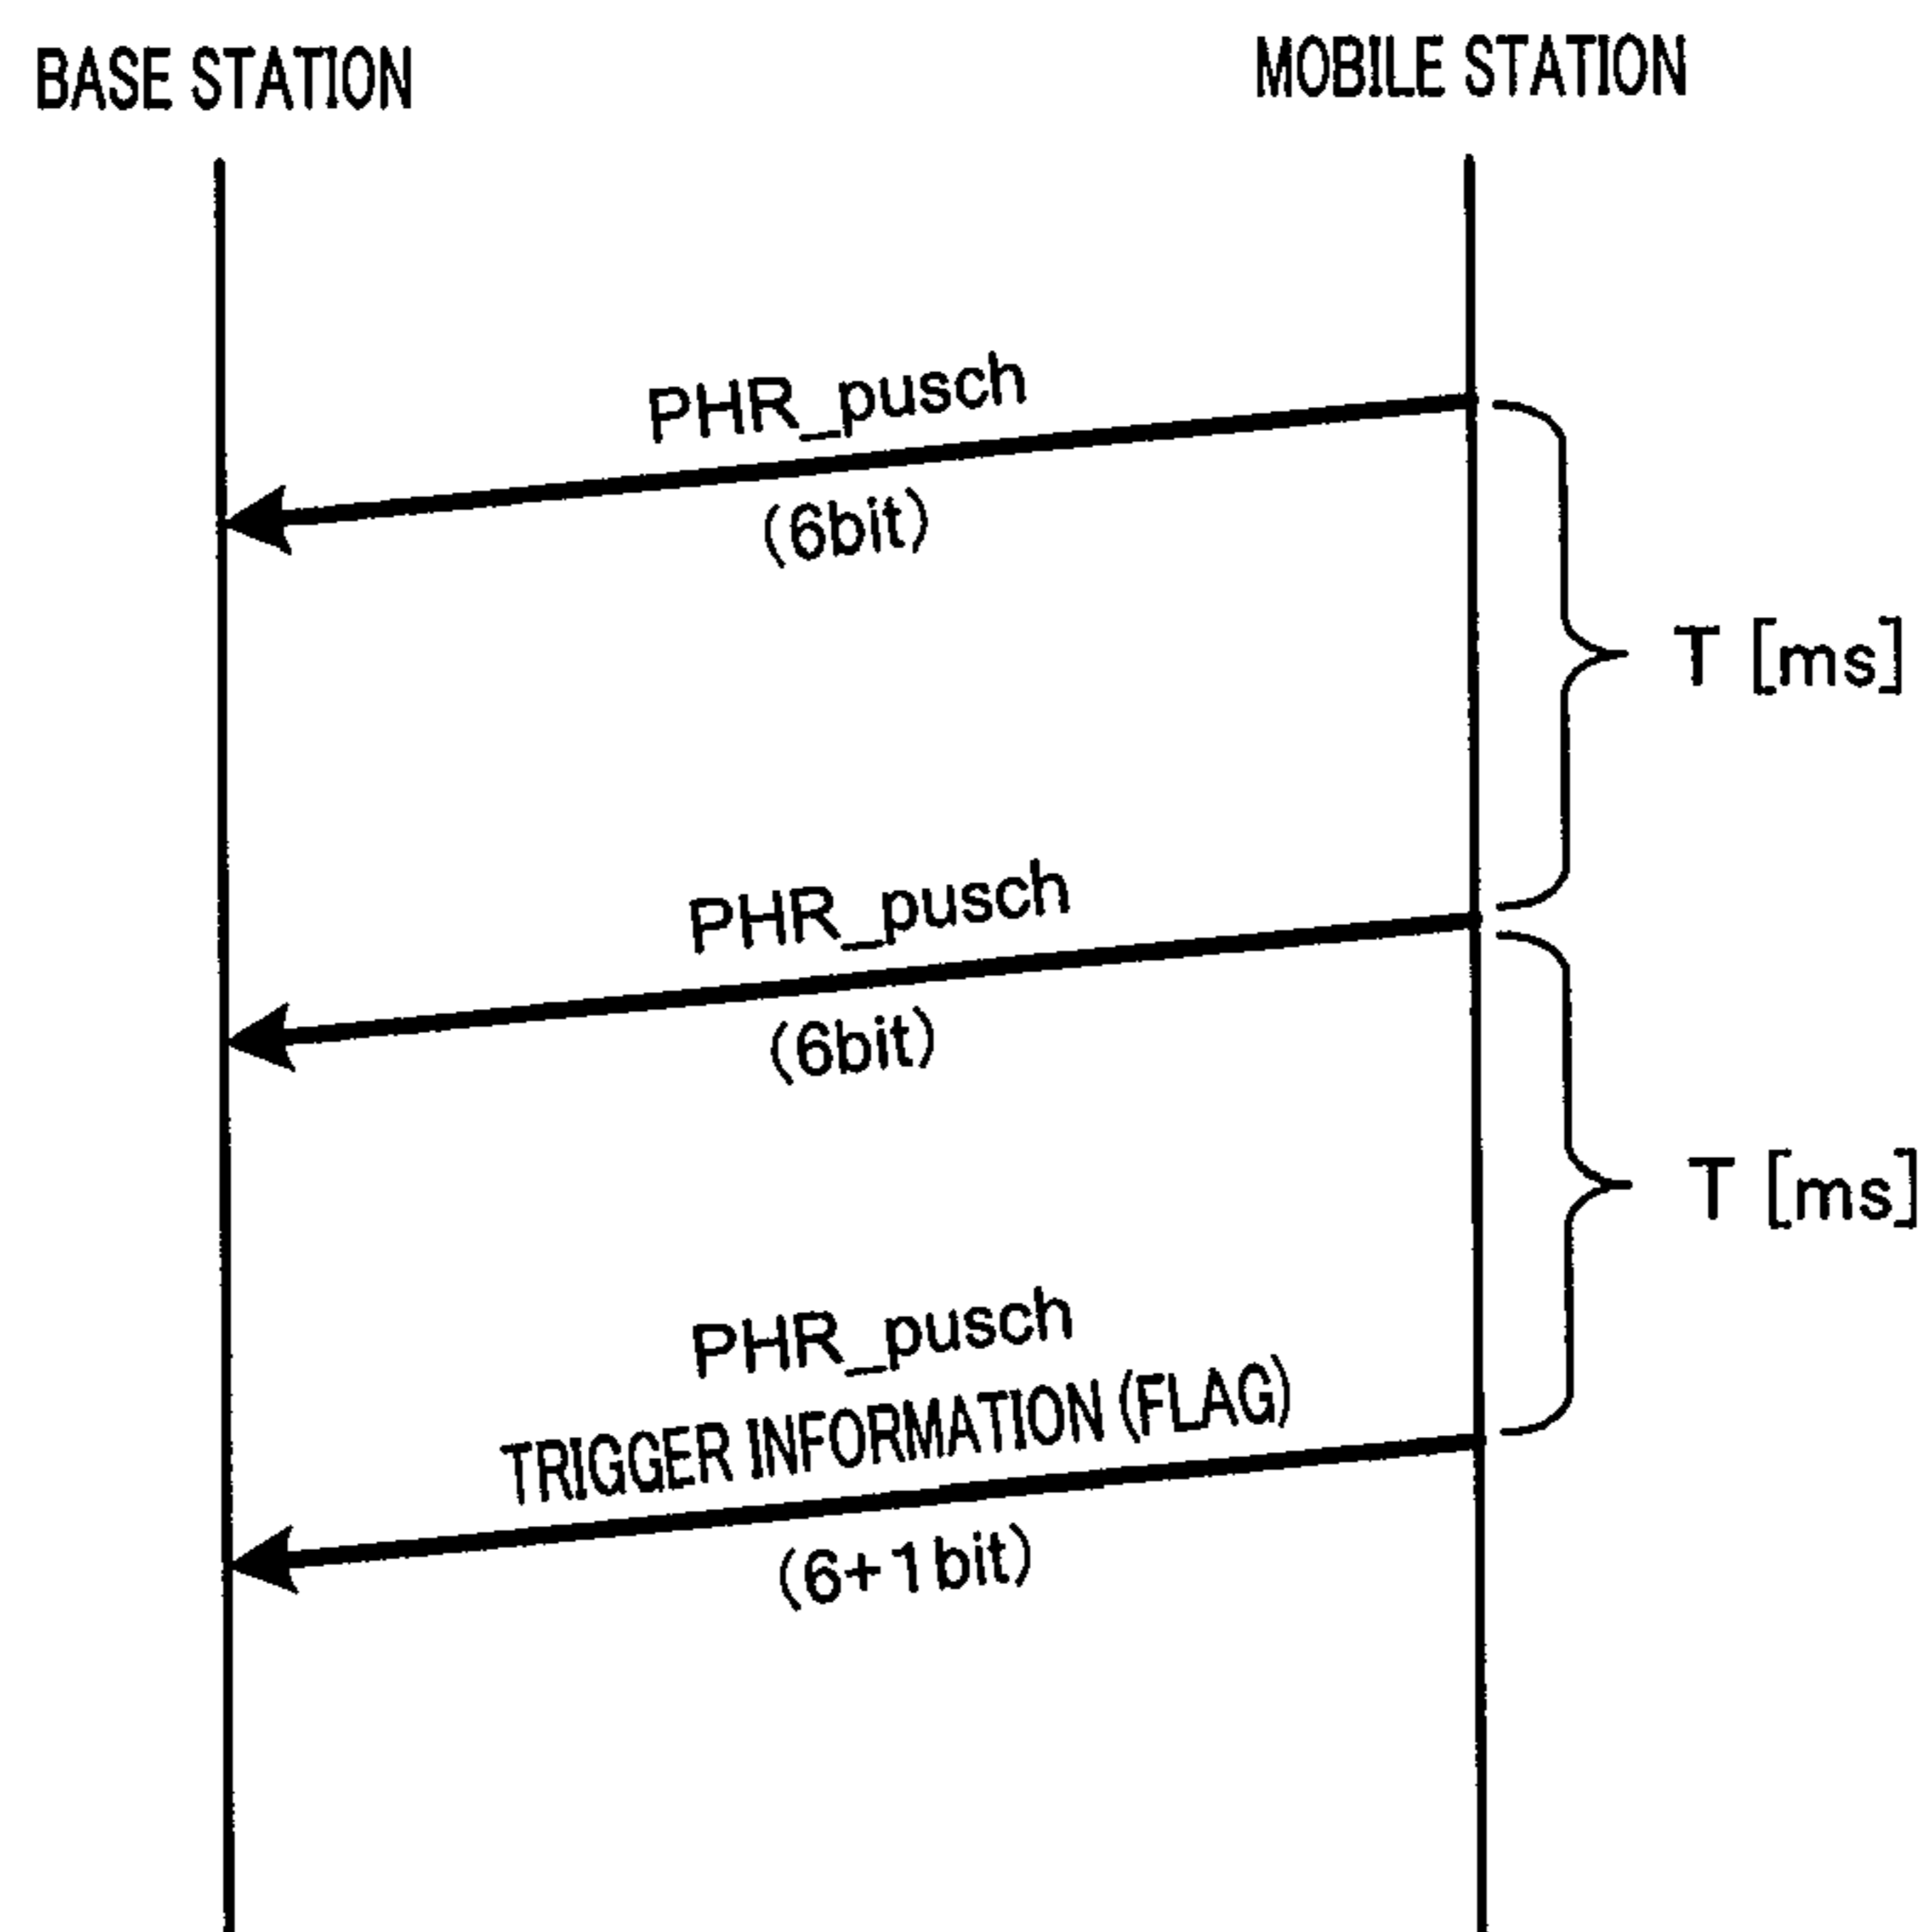 BASE STATION
MOBILE STATION
PHR_pusch
(6bit)
T [ms]
PHR_pusch
(6bit)
T [ms]
PHR_pusch
TRIGGER INFORMATION (FLAG)
(6+1bit)